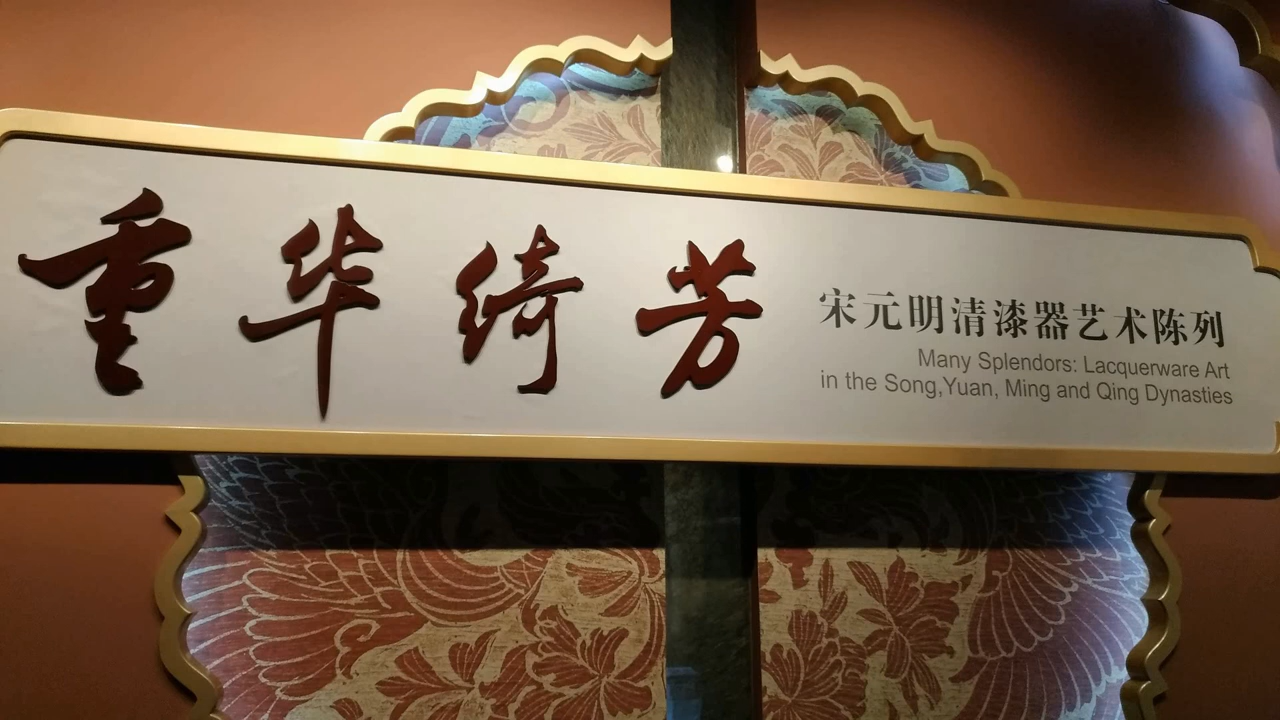 重华绮芳
宋元明清漆器艺术陈列
Many Splendors: Lacquerware Art
in the Song,Yuan, Ming and Qing Dynasties